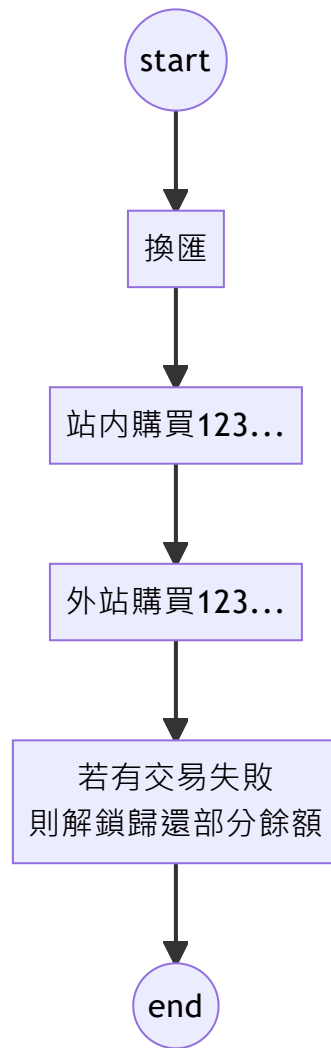 start
換匯
站內購買123...
外站購買123...
若有交易失敗
則解鎖歸還部分餘額
end